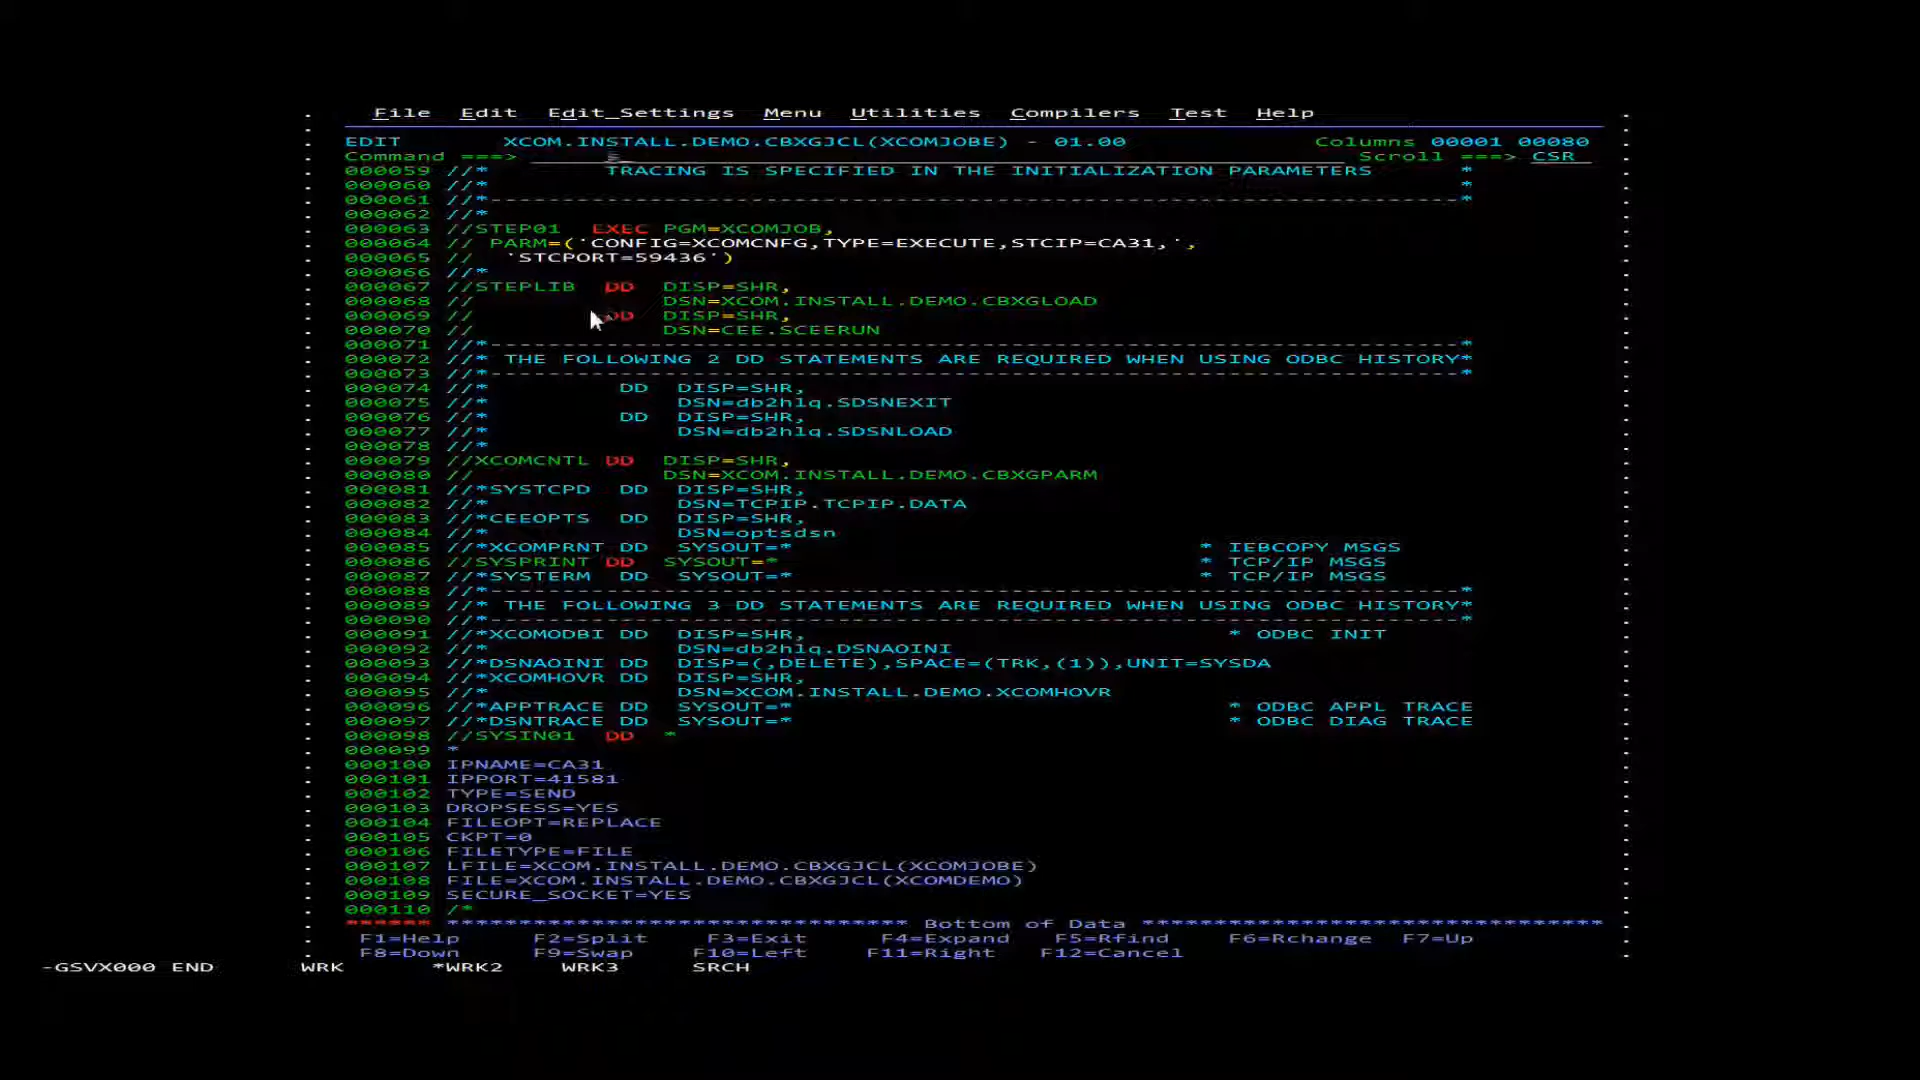 File Edit Edit_Settings Menu Utilities Compilers Test Help
EDIT XCOM.INSTALL.DEMO.CBXGJCL(XCOMJOBE) - 01.00 Columns 00001 00080
Command ===> Scroll ===> CSR
000059 //* TRACING IS SPECIFIED IN THE INITIALIZATION PARAMETERS *
000060 //* *
000061 //*-------------------------------------------------------------------*
000062 //*
000063 //STEP01 EXEC PGM=XCOMJOB,
000064 // PARM=('CONFIG=XCOMCNFG,TYPE=EXECUTE,STCIP=CA31,',
000065 // 'STCPORT=59436')
000066 //*
000067 //STEPLIB DD DISP=SHR,
000068 // DSN=XCOM.INSTALL.DEMO.CBXGLOAD
000069 // DD DISP=SHR,
000070 // DSN=CEE.SCEERUN
000071 //*-------------------------------------------------------------------*
000072 //* THE FOLLOWING 2 DD STATEMENTS ARE REQUIRED WHEN USING ODBC HISTORY*
000073 //*-------------------------------------------------------------------*
000074 //* DD DISP=SHR,
000075 //* DSN=db2hlq.SDSNEXIT
000076 //* DD DISP=SHR,
000077 //* DSN=db2hlq.SDSNLOAD
000078 //*
000079 //XCOMCNTL DD DISP=SHR,
000080 // DSN=XCOM.INSTALL.DEMO.CBXGPARM
000081 //*SYSTCPD DD DISP=SHR,
000082 //* DSN=TCPIP.TCPIP.DATA
000083 //*CEEOPTS DD DISP=SHR,
000084 //* DSN=optsdsn
000085 //*XCOMPRNT DD SYSOUT=* * IEBCOPY MSGS
000086 //SYSPRINT DD SYSOUT=* * TCP/IP MSGS
000087 //*SYSTERM DD SYSOUT=* * TCP/IP MSGS
000088 //*-------------------------------------------------------------------*
000089 //* THE FOLLOWING 3 DD STATEMENTS ARE REQUIRED WHEN USING ODBC HISTORY*
000090 //*-------------------------------------------------------------------*
000091 //*XCOMODBI DD DISP=SHR, * ODBC INIT
000092 //* DSN=db2hlq.DSNAOINI
000093 //*DSNAOINI DD DISP=(,DELETE),SPACE=(TRK,(1)),UNIT=SYSDA
000094 //*XCOMHOVR DD DISP=SHR,
000095 //* DSN=XCOM.INSTALL.DEMO.XCOMHOVR
000096 //*APPTRACE DD SYSOUT=* * ODBC APPL TRACE
000097 //*DSNTRACE DD SYSOUT=* * ODBC DIAG TRACE
000098 //SYSIN01 DD *
000099 *
000100 IPNAME=CA31
000101 IPPORT=41581
000102 TYPE=SEND
000103 DROPSESS=YES
000104 FILEOPT=REPLACE
000105 CKPT=0
000106 FILETYPE=FILE
000107 LFILE=XCOM.INSTALL.DEMO.CBXGJCL(XCOMJOBE)
000108 FILE=XCOM.INSTALL.DEMO.CBXGJCL(XCOMDEMO)
000109 SECURE_SOCKET=YES
000110 /*
****** ******************************** Bottom of Data ********************************
F1=Help F2=Split F3=Exit F4=Expand F5=Rfind F6=Rchange F7=Up
F8=Down F9=Swap F10=Left F11=Right F12=Cancel
-GSVX000 END WRK *WRK2 WRK3 SRCH